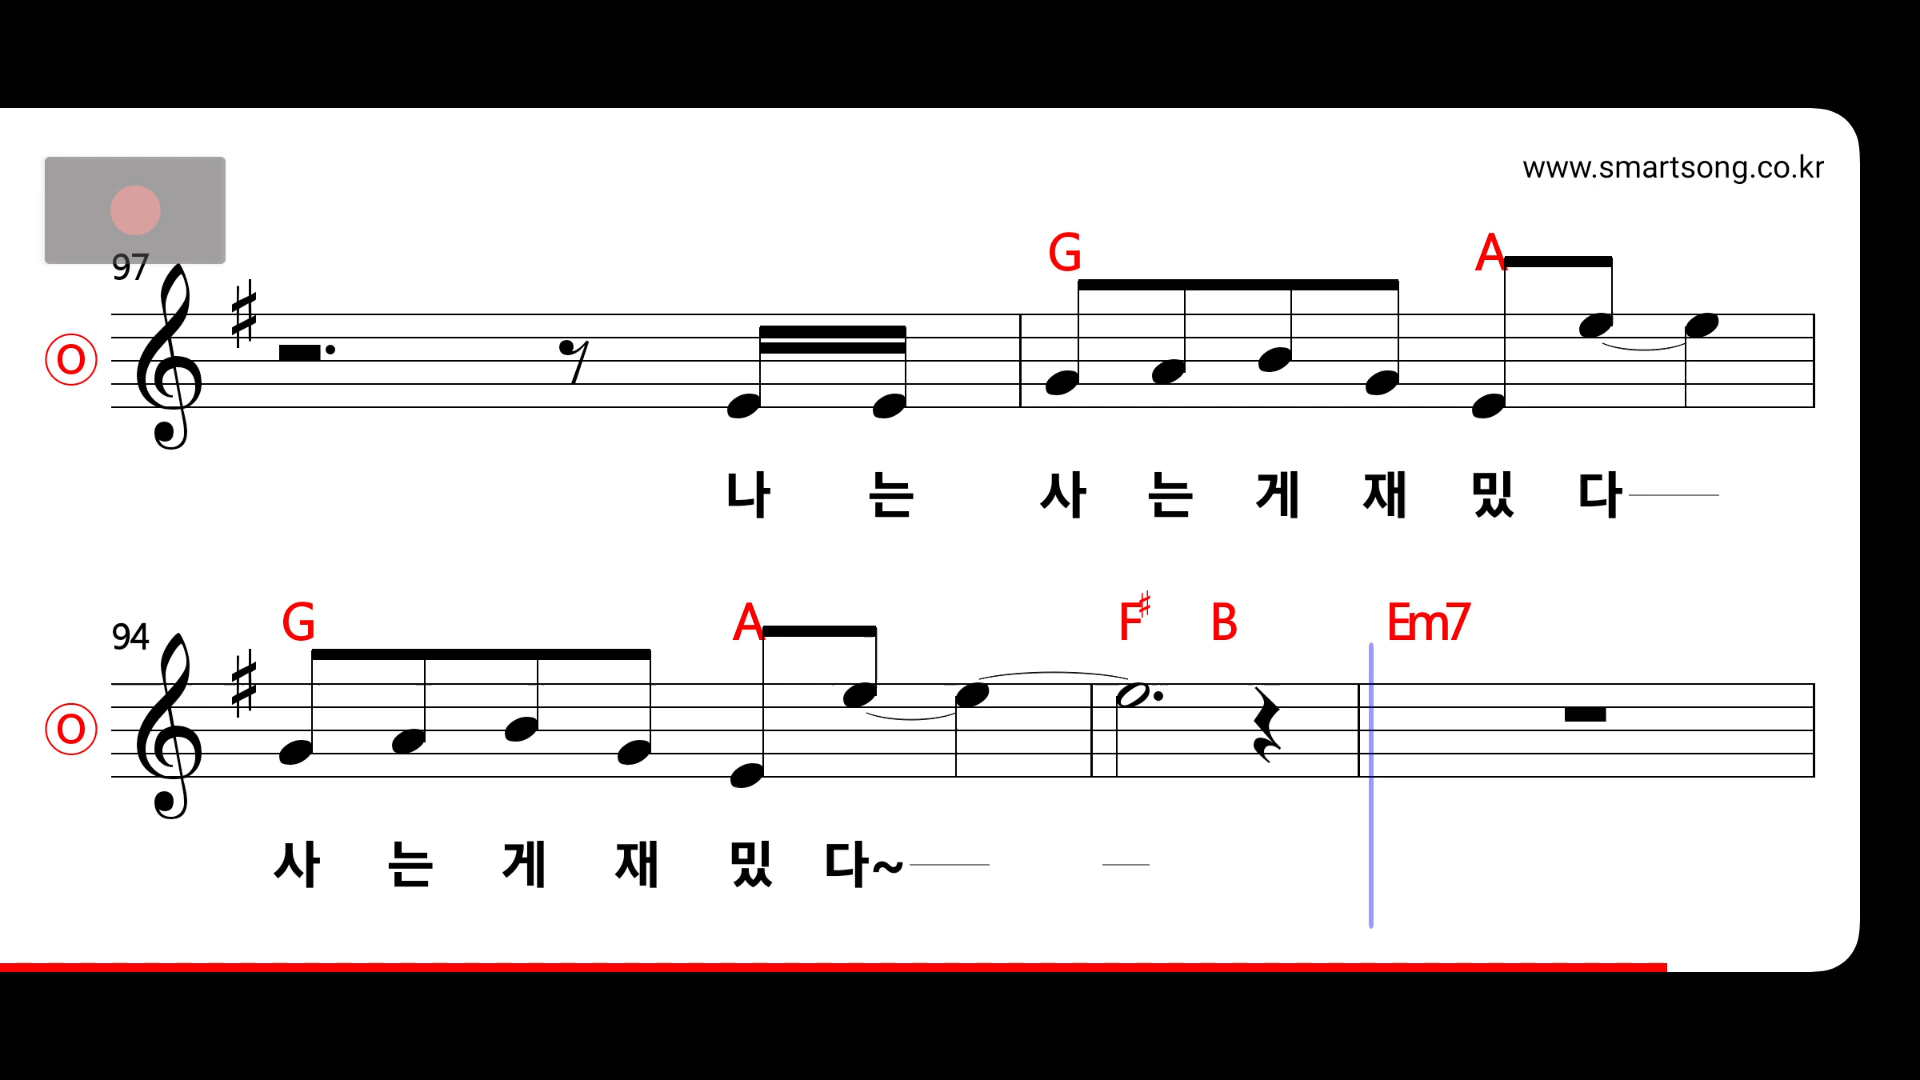 www.smartsong.co.kr
97
G A
O
나 는 사 는 게 재 밌 다
94
G A F♯ B Em7
O
사 는 게 재 밌 다~